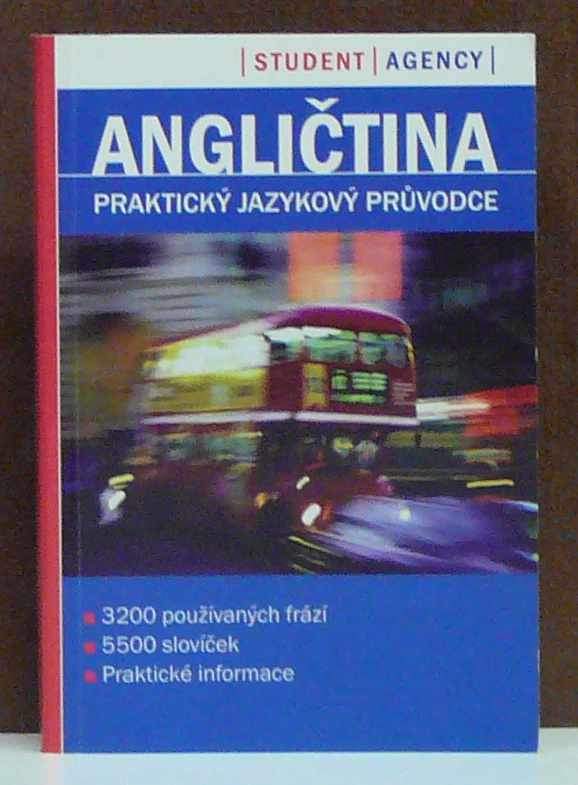 |STUDENT|AGENCY|
ANGLIČTINA
PRAKTICKÝ JAZYKOVÝ PRŮVODCE
3200 používaných frází
5500 slovíček
Praktické informace